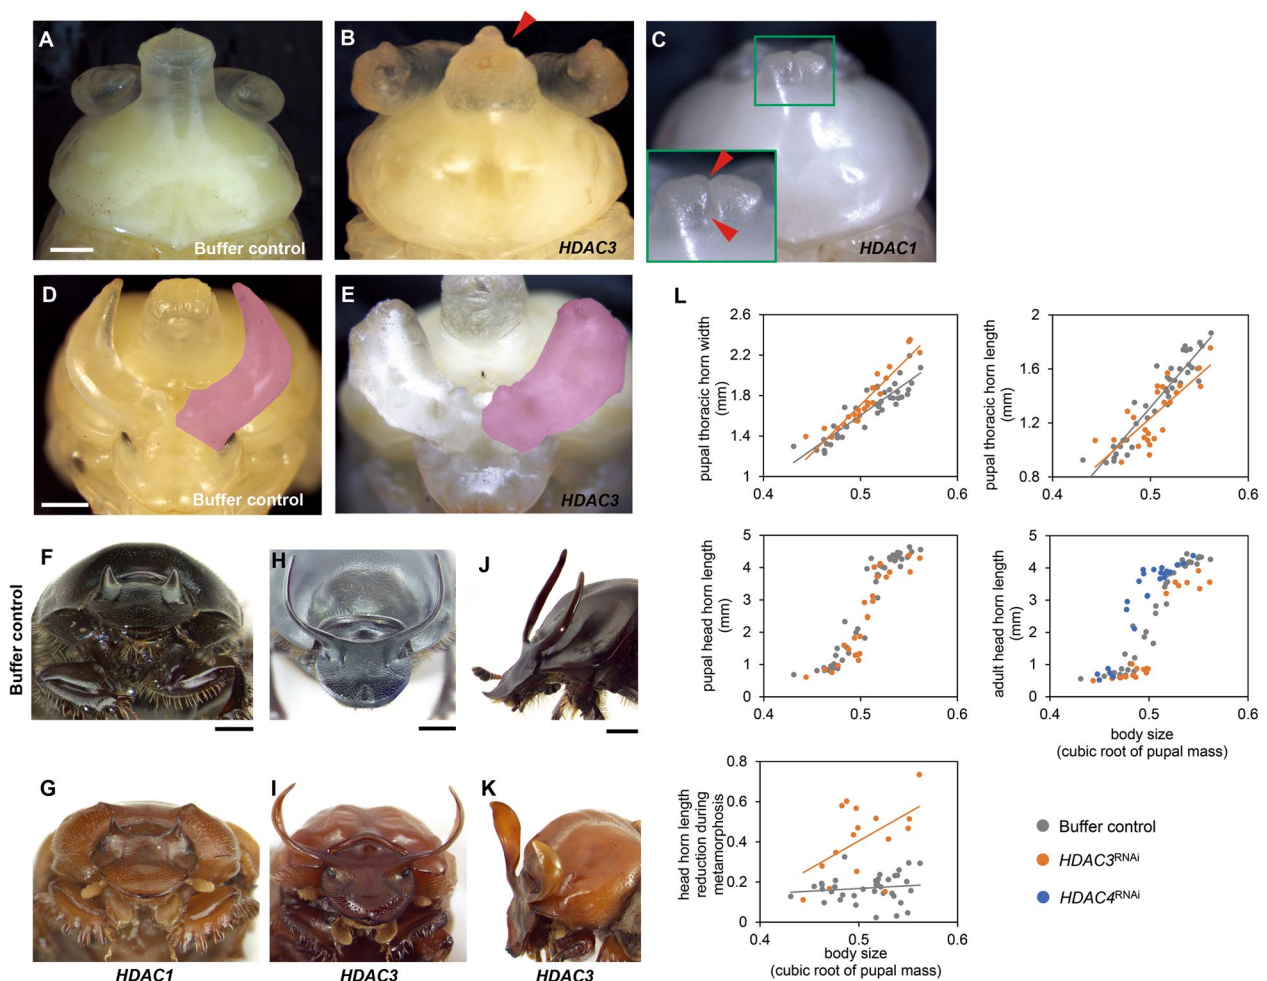 A
Buffer control
B
HDAC3
C
HDAC1
D
Buffer control
E
HDAC3
Buffer control
F
H
J
G
HDAC1
I
HDAC3
K
HDAC3
L
pupal thoracic horn width
(mm)
2.6
2.2
1.8
1.4
1
0.4
0.5
0.6
pupal thoracic horn length
(mm)
2
1.6
1.2
0.8
0.4
0.5
0.6
pupal head horn length
(mm)
5
4
3
2
1
0
0.4
0.5
0.6
adult head horn length
(mm)
5
4
3
2
1
0
0.4
0.5
0.6
body size
(cubic root of pupal mass)
head horn length
reduction during
metamorphosis
0.8
0.6
0.4
0.2
0
0.4
0.5
0.6
body size
(cubic root of pupal mass)
Buffer control
HDAC3RNAi
HDAC4RNAi